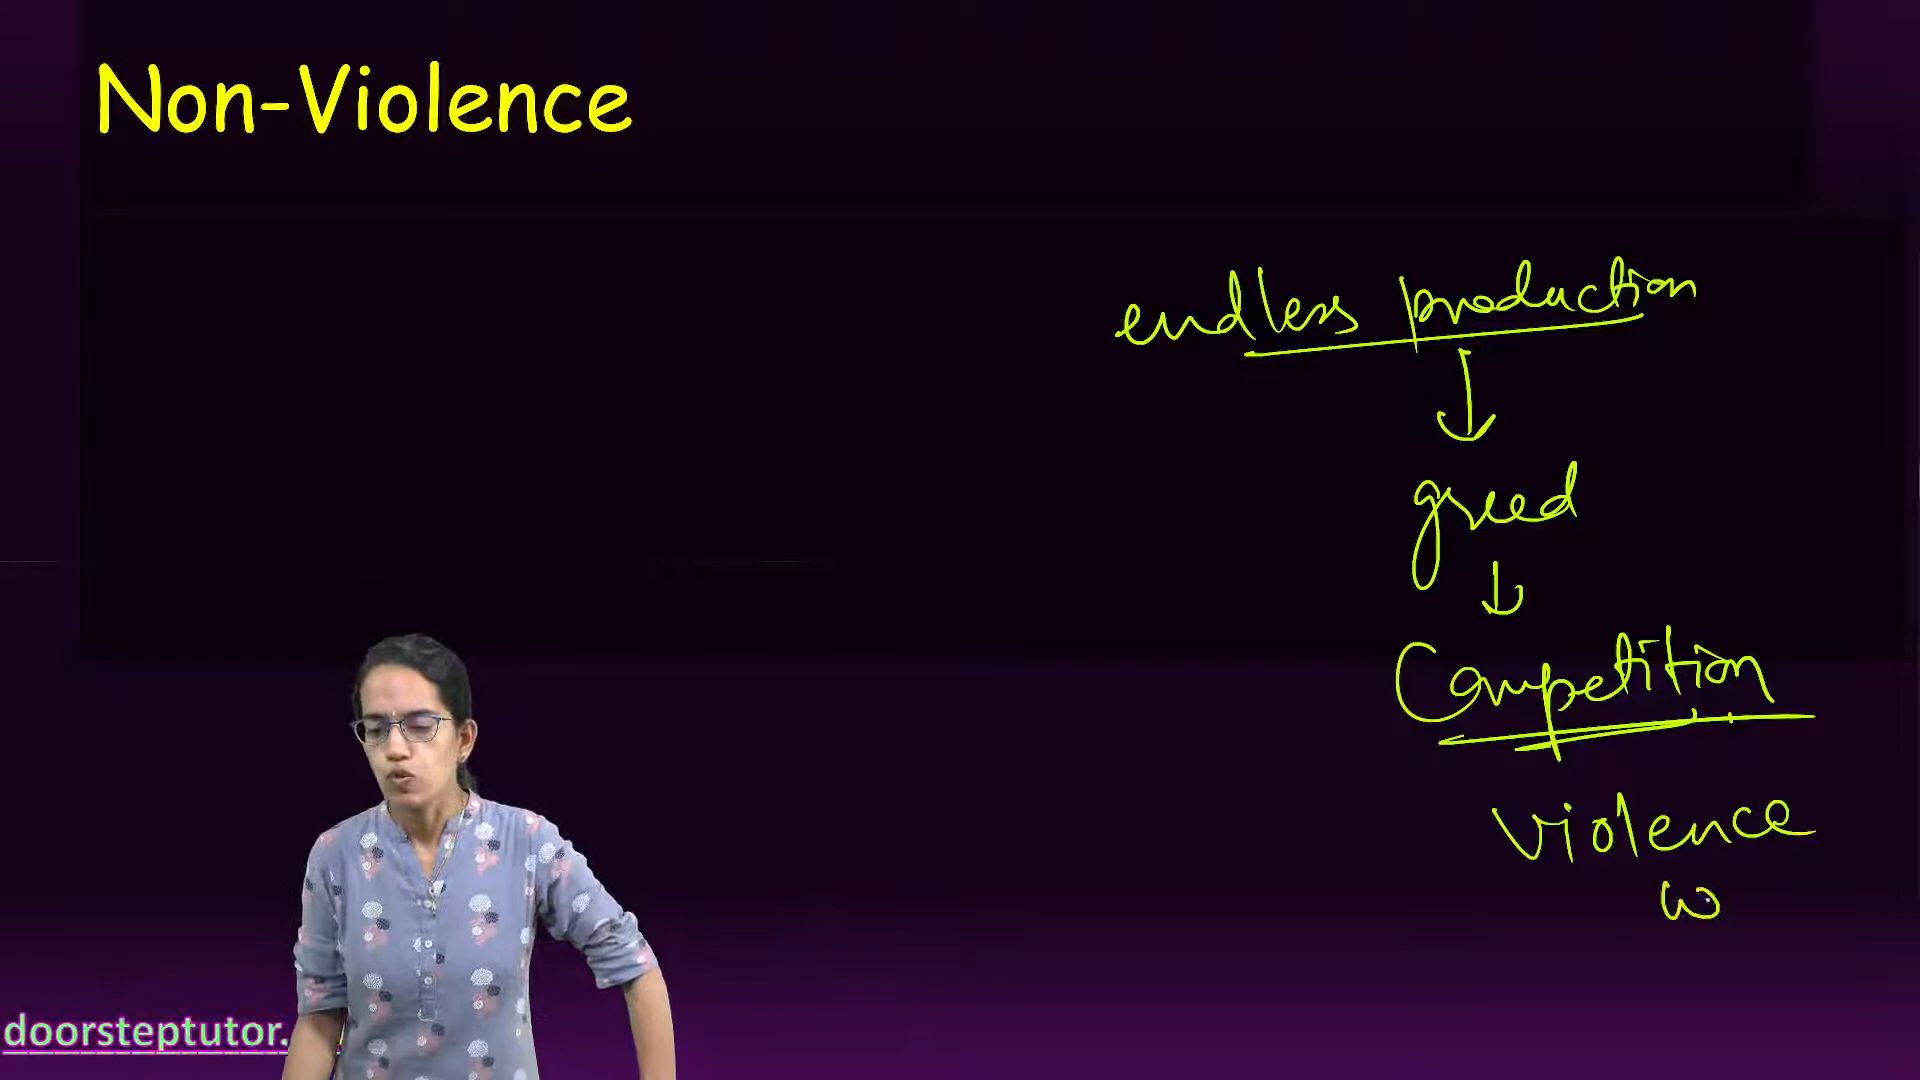 Non-Violence
endless production
greed
Competition
violence
doorsteptutor.